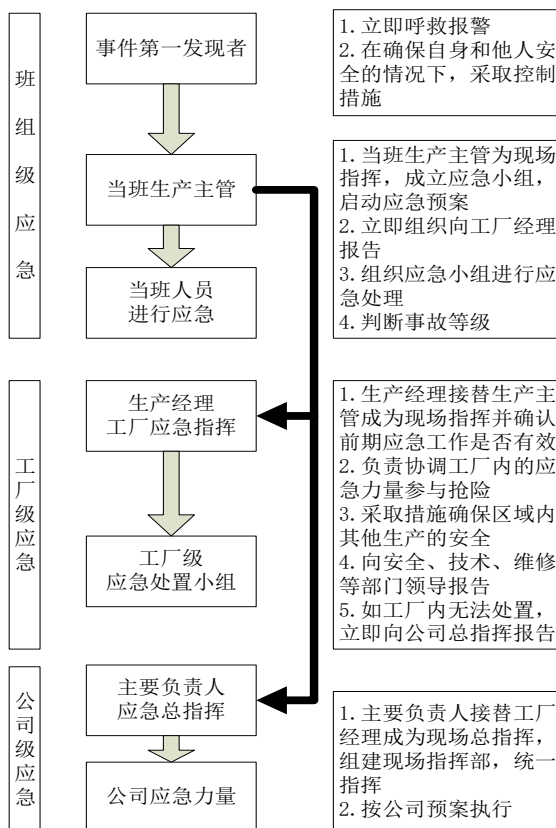 班
组
级
应
急
事件第一发现者
1.立即呼救报警
2.在确保自身和他人安
全的情况下，采取控制
措施
当班生产主管
1.当班生产主管为现场
指挥，成立应急小组，
启动应急预案
2.立即组织向工厂经理
报告
3.组织应急小组进行应
急处理
4.判断事故等级
当班人员
进行应急
工
厂
级
应
急
生产经理
工厂应急指挥
1.生产经理接替生产主
管成为现场指挥并确认
前期应急工作是否有效
2.负责协调工厂内的应
急力量参与抢险
3.采取措施确保区域内
其他生产的安全
4.向安全、技术、维修
等部门领导报告
5.如工厂内无法处置，
立即向公司总指挥报告
工厂级
应急处置小组
公
司
级
应
急
主要负责人
应急总指挥
1.主要负责人接替工厂
经理成为现场总指挥，
组建现场指挥部，统一
指挥
2.按公司预案执行
公司应急力量